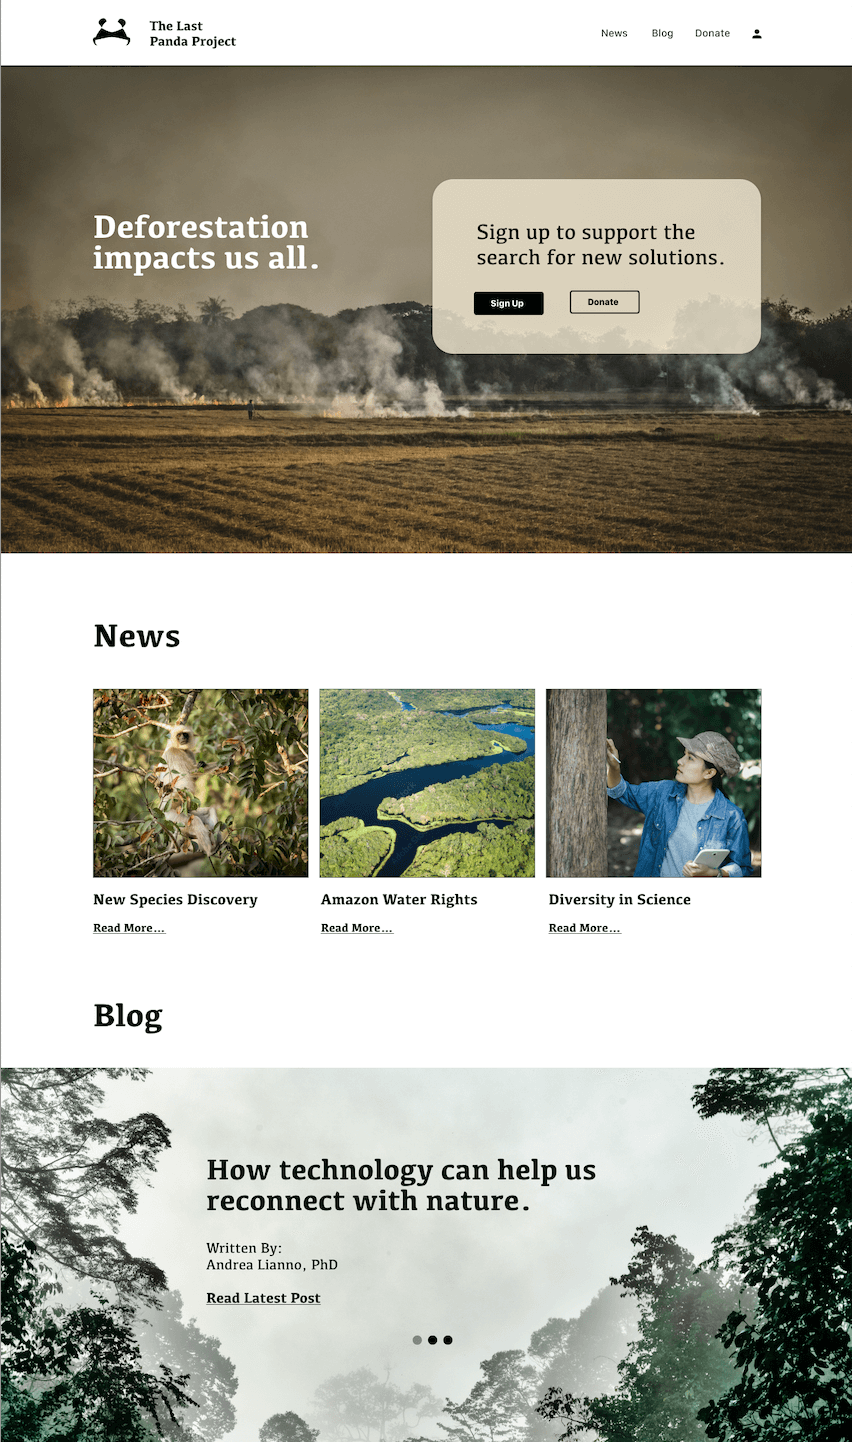 The Last
Panda Project
News
Blog
Donate
Deforestation
impacts us all.
Sign up to support the
search for new solutions.
Sign Up
Donate
News
New Species Discovery
Amazon Water Rights
Diversity in Science
Read More...
Read More...
Read More...
Blog
How technology can help us
reconnect with nature.
Written By:
Andrea Lianno, PhD
Read Latest Post